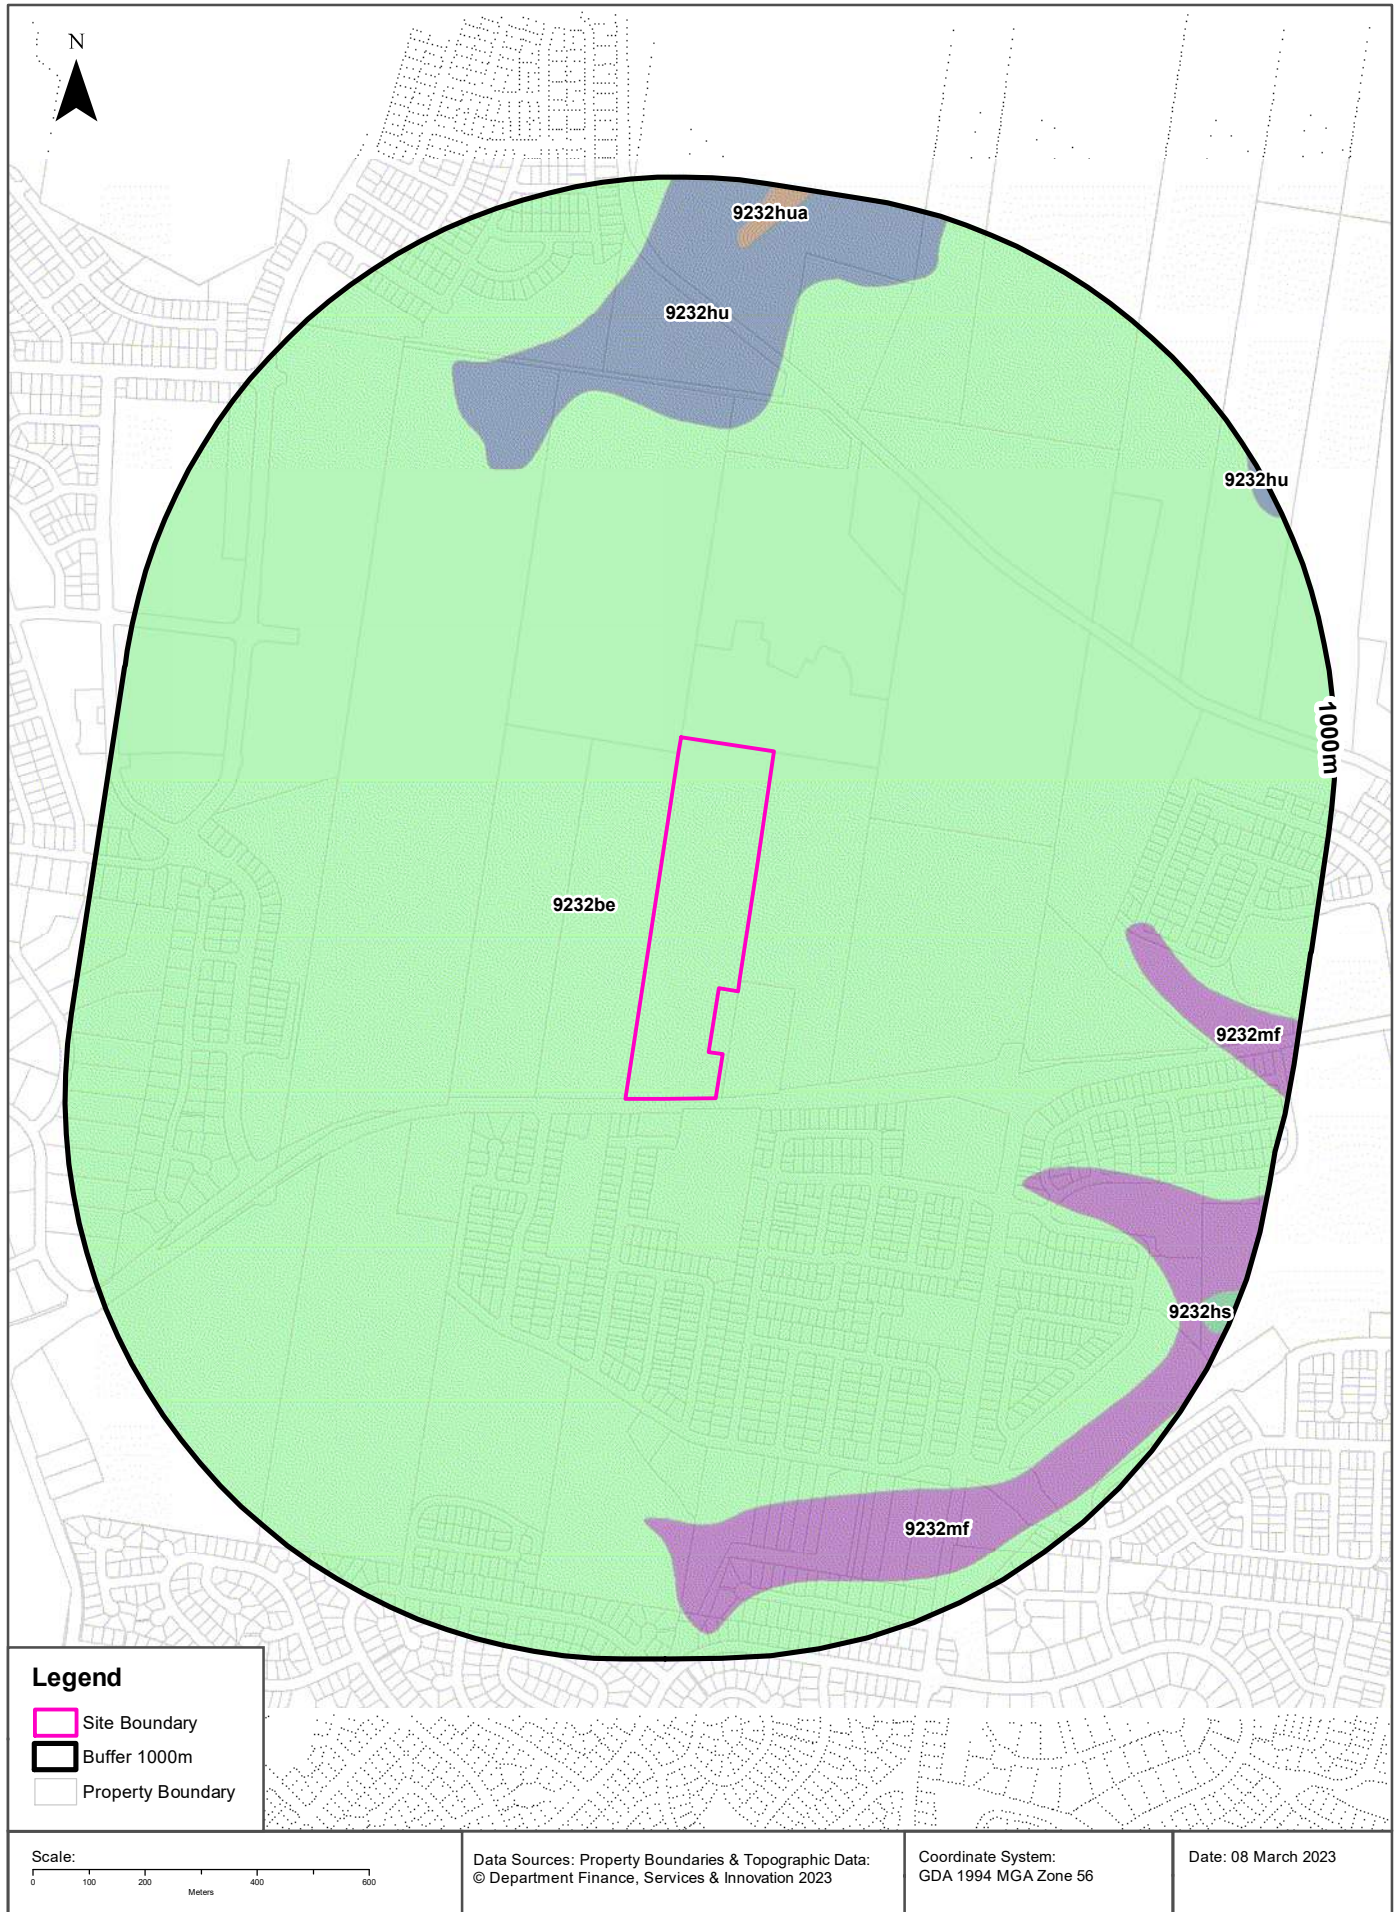 N
9232hua
9232hu
9232hu
1000m
9232be
9232mf
9232hs
9232mf
Legend
Site Boundary
Buffer 1000m
Property Boundary
Scale:
0 100 200 400 600
Meters
Data Sources: Property Boundaries & Topographic Data:
© Department Finance, Services & Innovation 2023
Coordinate System:
GDA 1994 MGA Zone 56
Date: 08 March 2023